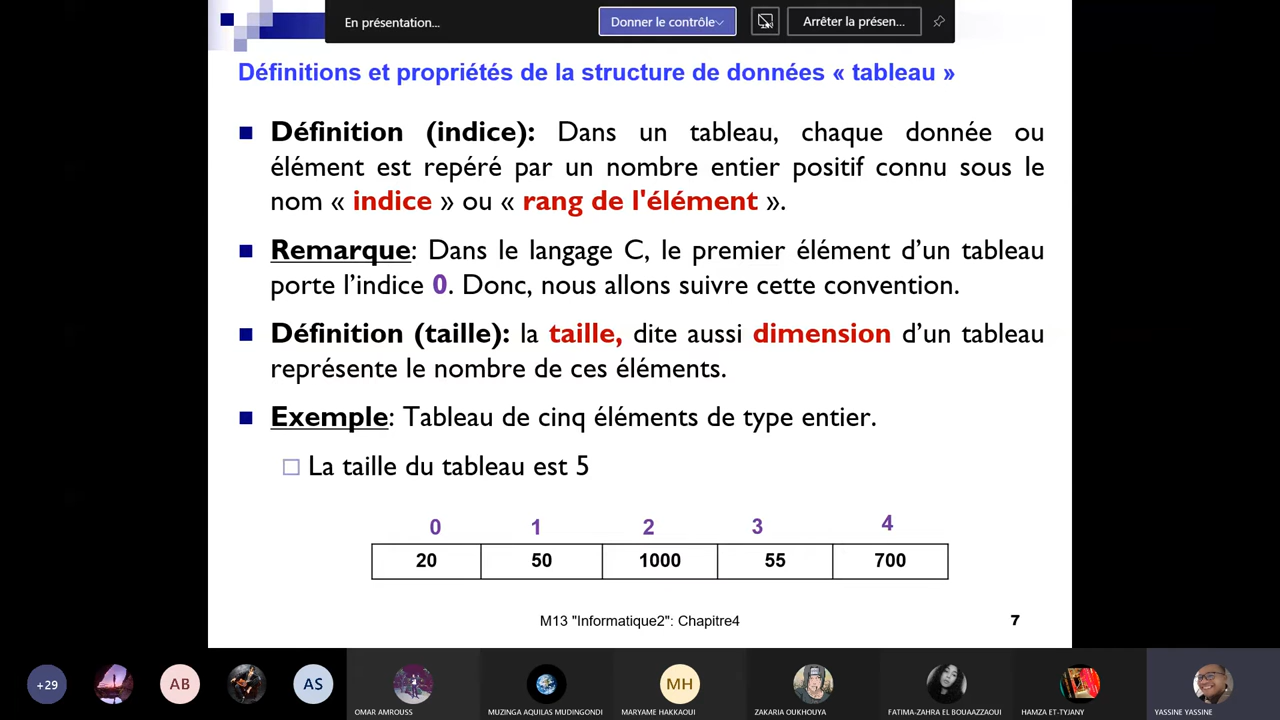 En présentation...
Donner le contrôle
Arrêter la présen...
Définitions et propriétés de la structure de données « tableau »
Définition (indice): Dans un tableau, chaque donnée ou
élément est repéré par un nombre entier positif connu sous le
nom « indice » ou « rang de l'élément ».
Remarque: Dans le langage C, le premier élément d’un tableau
porte l’indice 0. Donc, nous allons suivre cette convention.
Définition (taille): la taille, dite aussi dimension d’un tableau
représente le nombre de ces éléments.
Exemple: Tableau de cinq éléments de type entier.
La taille du tableau est 5
0 1 2 3 4
20 50 1000 55 700
M13 "Informatique2": Chapitre4
7
+29
AB
AS
MH
OMAR AMROUSS
MUZINGA AQUILAS MUDINGONDI
MARYAME HAKKAOUI
ZAKARIA OUKHOUYA
FATIMA-ZAHRA EL BOUAAZZAOUI
HAMZA ET-TYJANY
YASSINE YASSINE